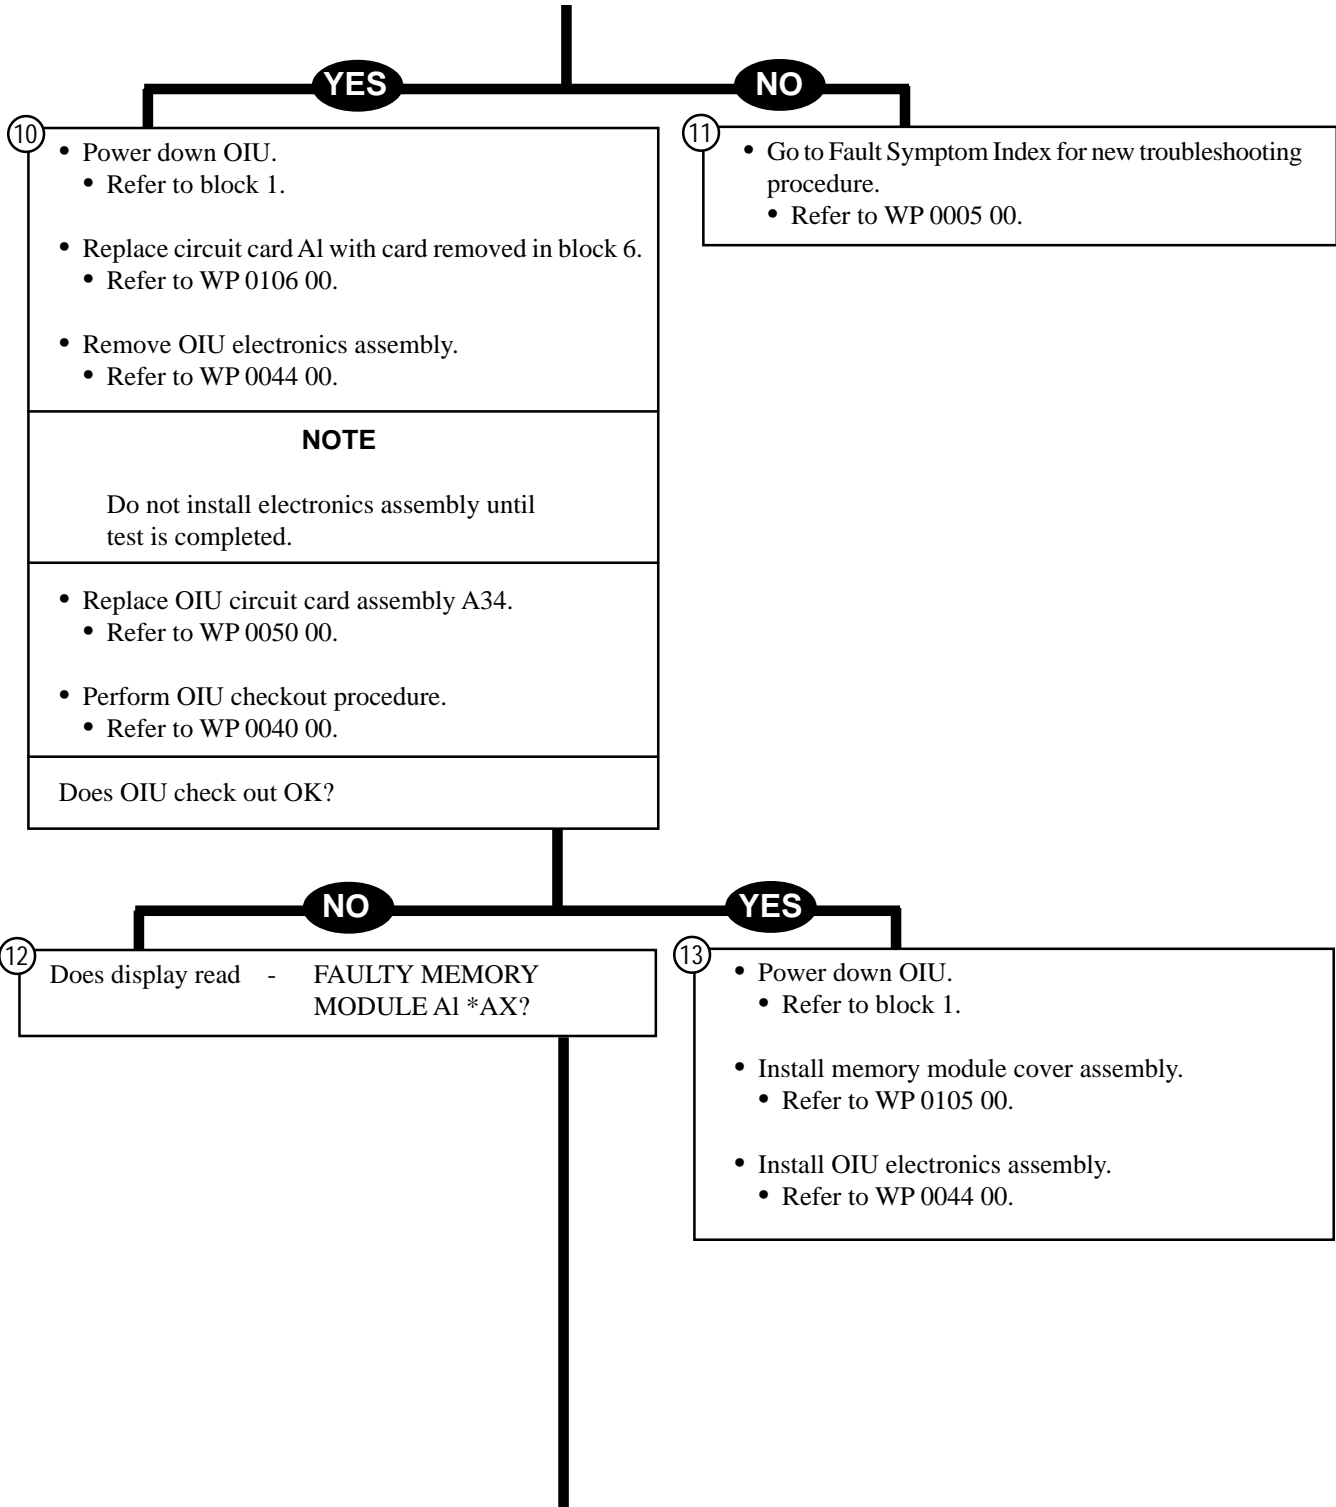 YES
NO
10
• Power down OIU.
• Refer to block 1.
• Replace circuit card Al with card removed in block 6.
• Refer to WP 0106 00.
• Remove OIU electronics assembly.
• Refer to WP 0044 00.
NOTE
Do not install electronics assembly until
test is completed.
• Replace OIU circuit card assembly A34.
• Refer to WP 0050 00.
• Perform OIU checkout procedure.
• Refer to WP 0040 00.
Does OIU check out OK?
11
• Go to Fault Symptom Index for new troubleshooting
procedure.
• Refer to WP 0005 00.
NO
YES
12
Does display read - FAULTY MEMORY
MODULE Al *AX?
13
• Power down OIU.
• Refer to block 1.
• Install memory module cover assembly.
• Refer to WP 0105 00.
• Install OIU electronics assembly.
• Refer to WP 0044 00.